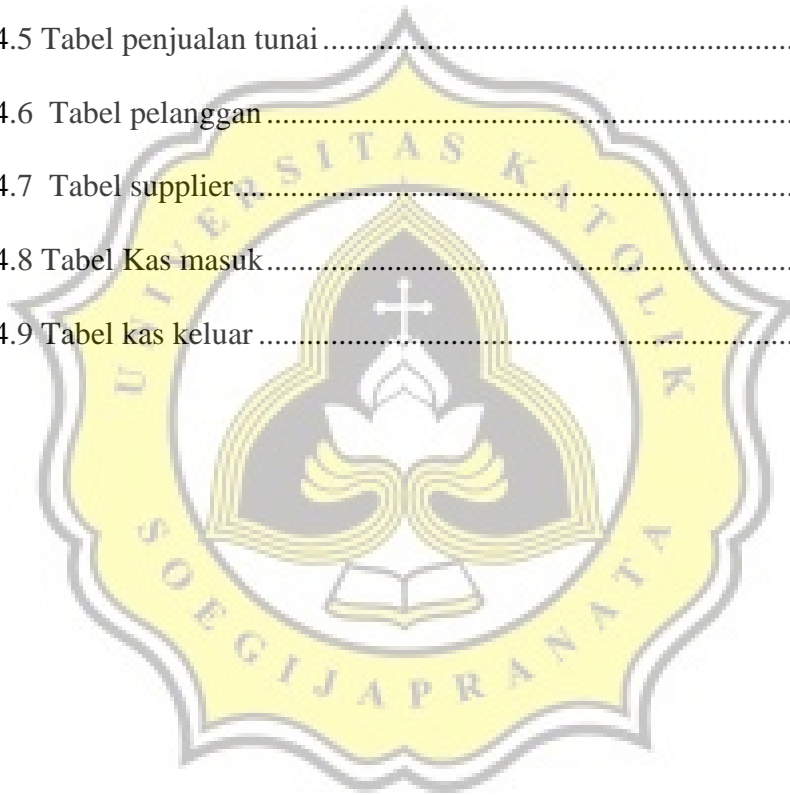 4.5 Tabel penjualan tunai........................................................................
4.6  Tabel pelanggan................................................................................
4.7  Tabel supplier...................................................................................
4.8 Tabel Kas masuk................................................................................
4.9 Tabel kas keluar.................................................................................
UNIVERSITAS KATOLIK
SOEGIJAPRANATA